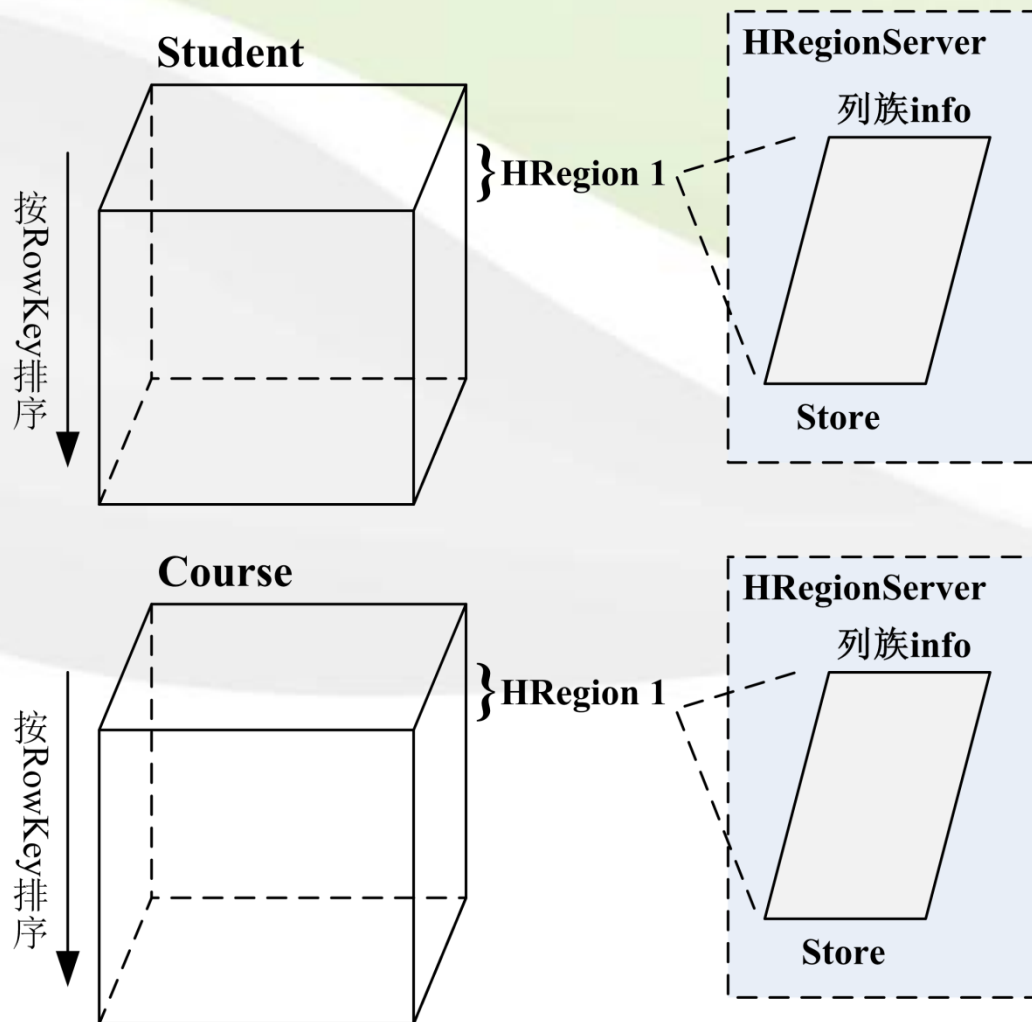 Student
HRegionServer
列族info
}HRegion 1
按RowKey排序
Store
Course
HRegionServer
列族info
}HRegion 1
按RowKey排序
Store